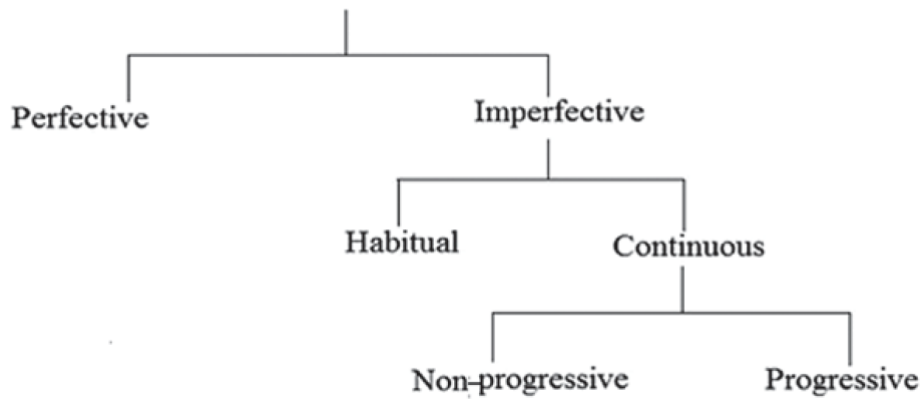 Perfective
Imperfective
Habitual
Continuous
Non-progressive
Progressive